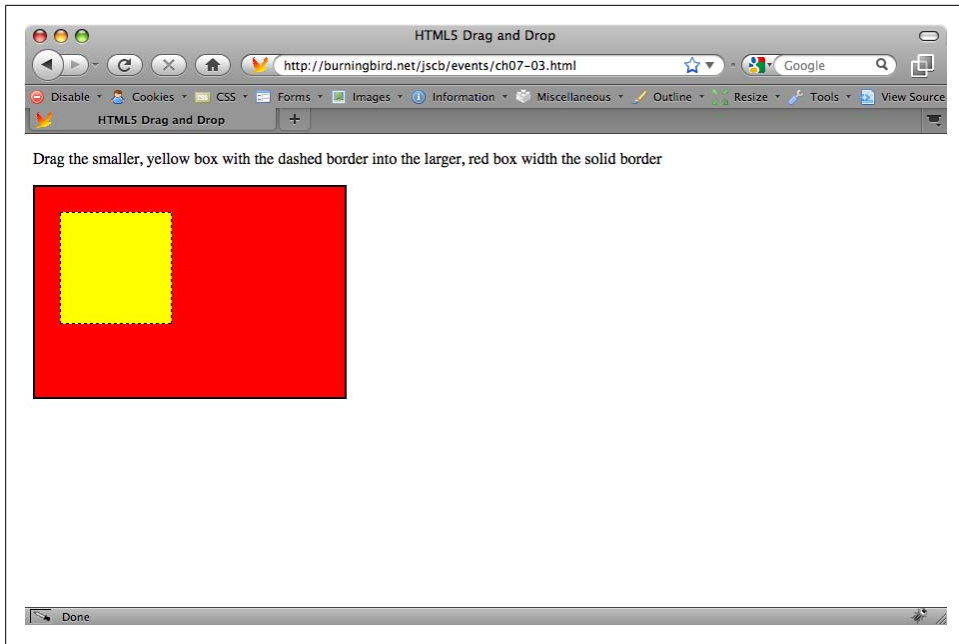 HTML5 Drag and Drop
http://burningbird.net/jscb/events/ch07-03.html Google
Disable Cookies CSS Forms Images Information Miscellaneous Outline Resize Tools View Source
HTML5 Drag and Drop
Drag the smaller, yellow box with the dashed border into the larger, red box width the solid border
Done